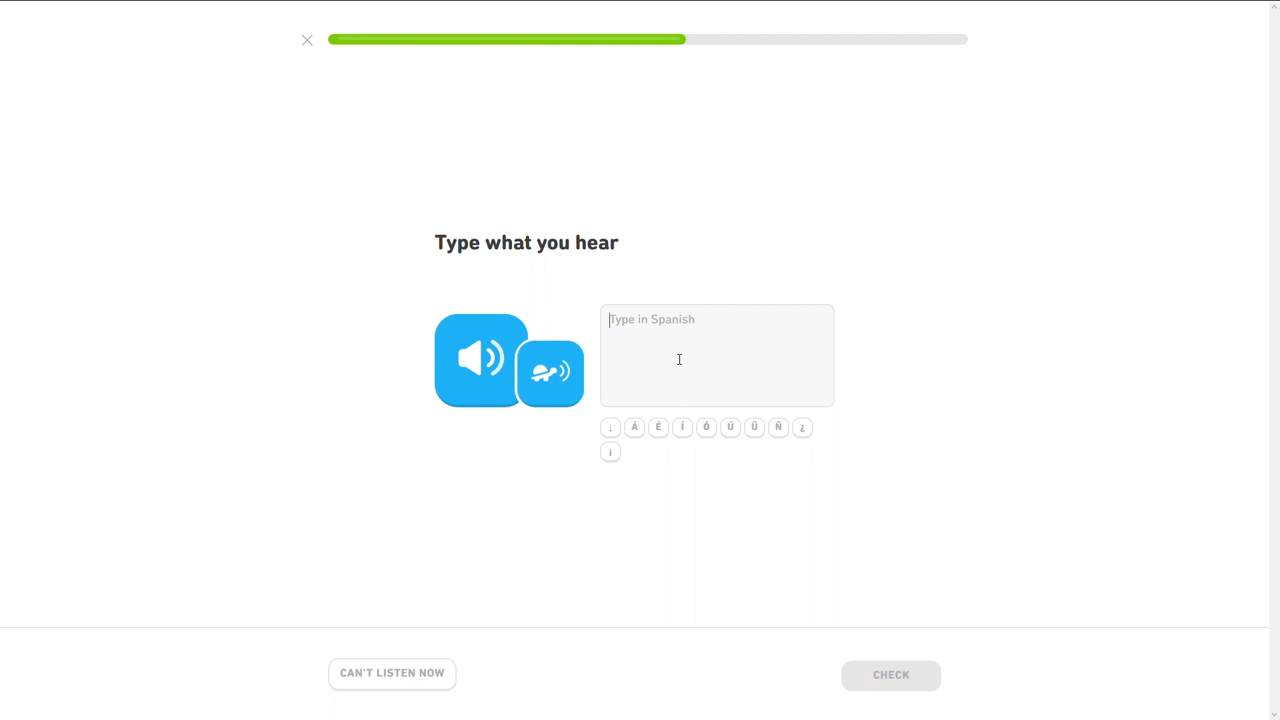 Type what you hear
Type in Spanish
↓ Á É Í Ó Ú Ü Ñ ¿
¡
CAN'T LISTEN NOW
CHECK